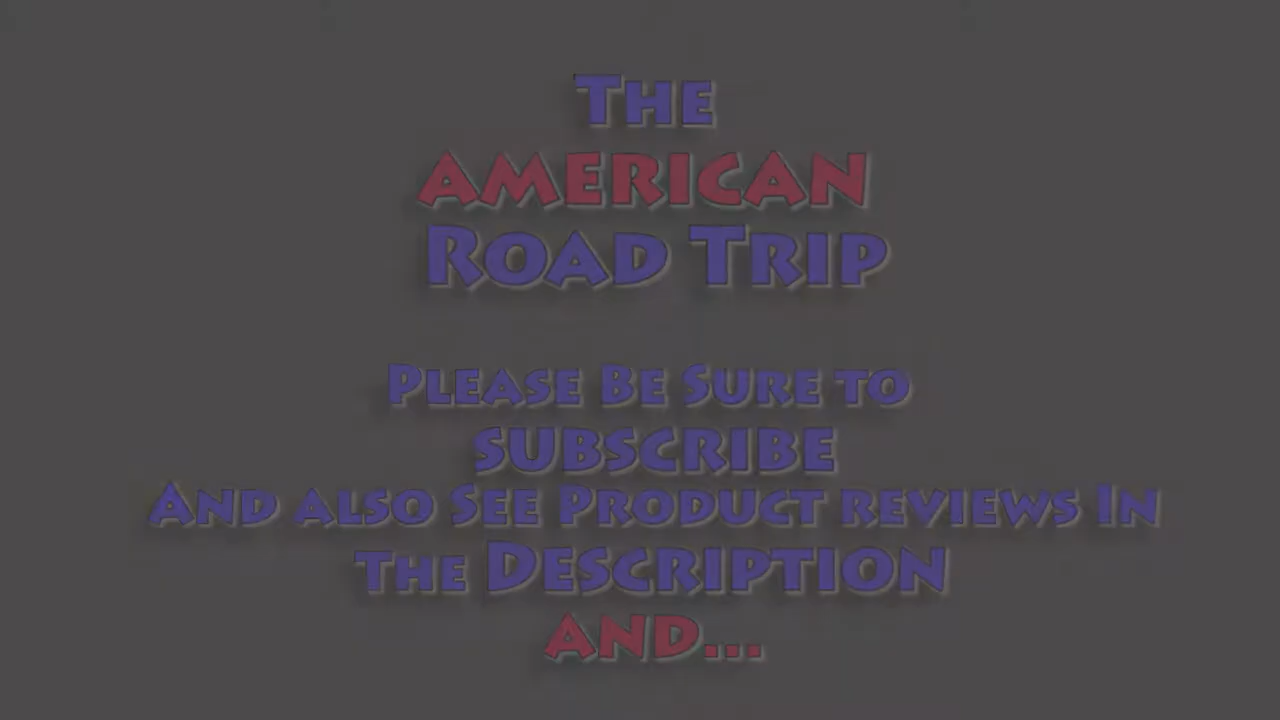 The
AMERICAN
Road Trip
Please Be Sure to
SUBSCRIBE
And also See Product reviews In
The Description
AND...